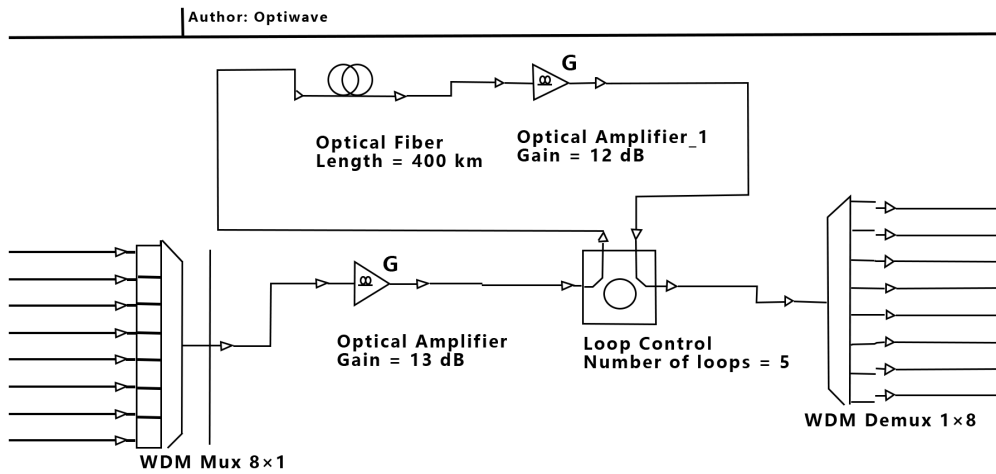 Author: Optiwave
G
Optical Fiber
Length = 400 km
Optical Amplifier_1
Gain = 12 dB
G
Optical Amplifier
Gain = 13 dB
Loop Control
Number of loops = 5
WDM Demux 1×8
WDM Mux 8×1